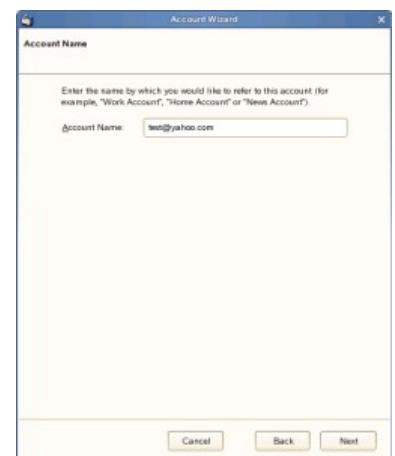 Account Wizard
Account Name
Enter the name by which you would like to refer to this account (for
example, "Work Account", "Home Account" or "News Account").
Account Name: test@yahoo.com
Cancel Back Next